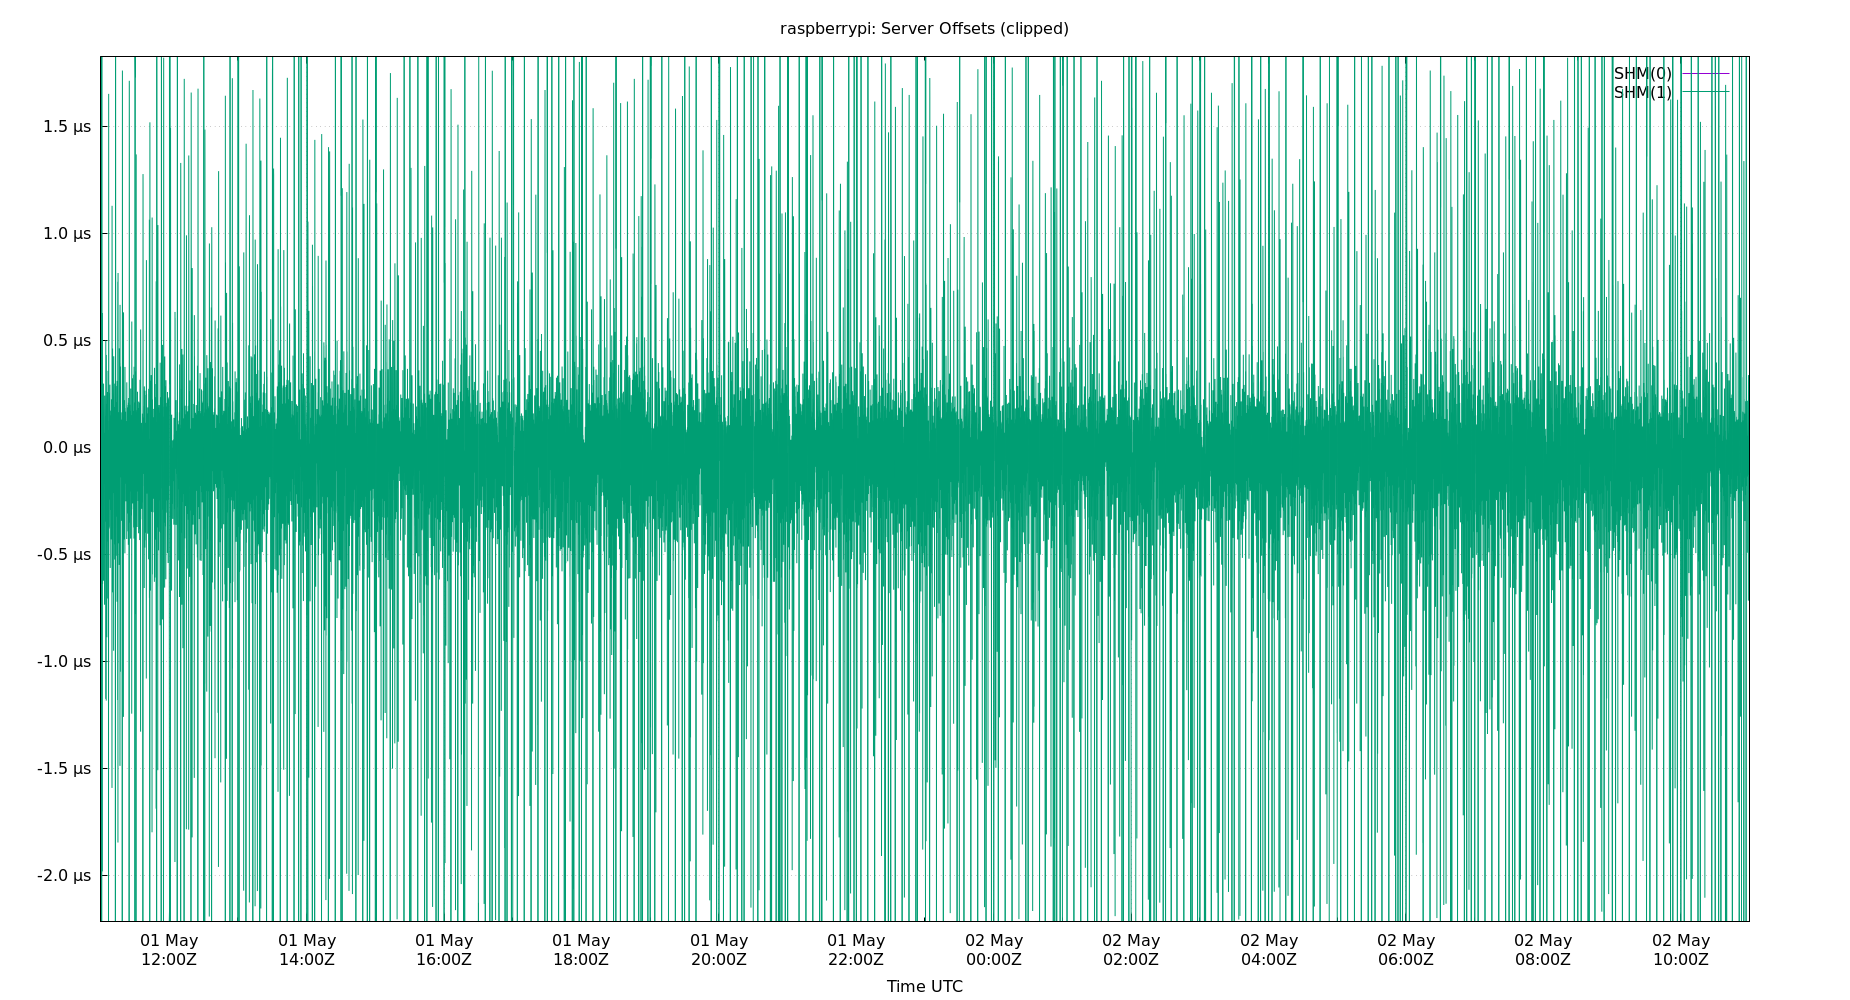 raspberrypi: Server Offsets (clipped)
SHM(0)
SHM(1)
1.5 µs
1.0 µs
0.5 µs
0.0 µs
-0.5 µs
-1.0 µs
-1.5 µs
-2.0 µs
01 May 01 May 01 May 01 May 01 May 01 May 02 May 02 May 02 May 02 May 02 May 02 May
12:00Z 14:00Z 16:00Z 18:00Z 20:00Z 22:00Z 00:00Z 02:00Z 04:00Z 06:00Z 08:00Z 10:00Z
Time UTC